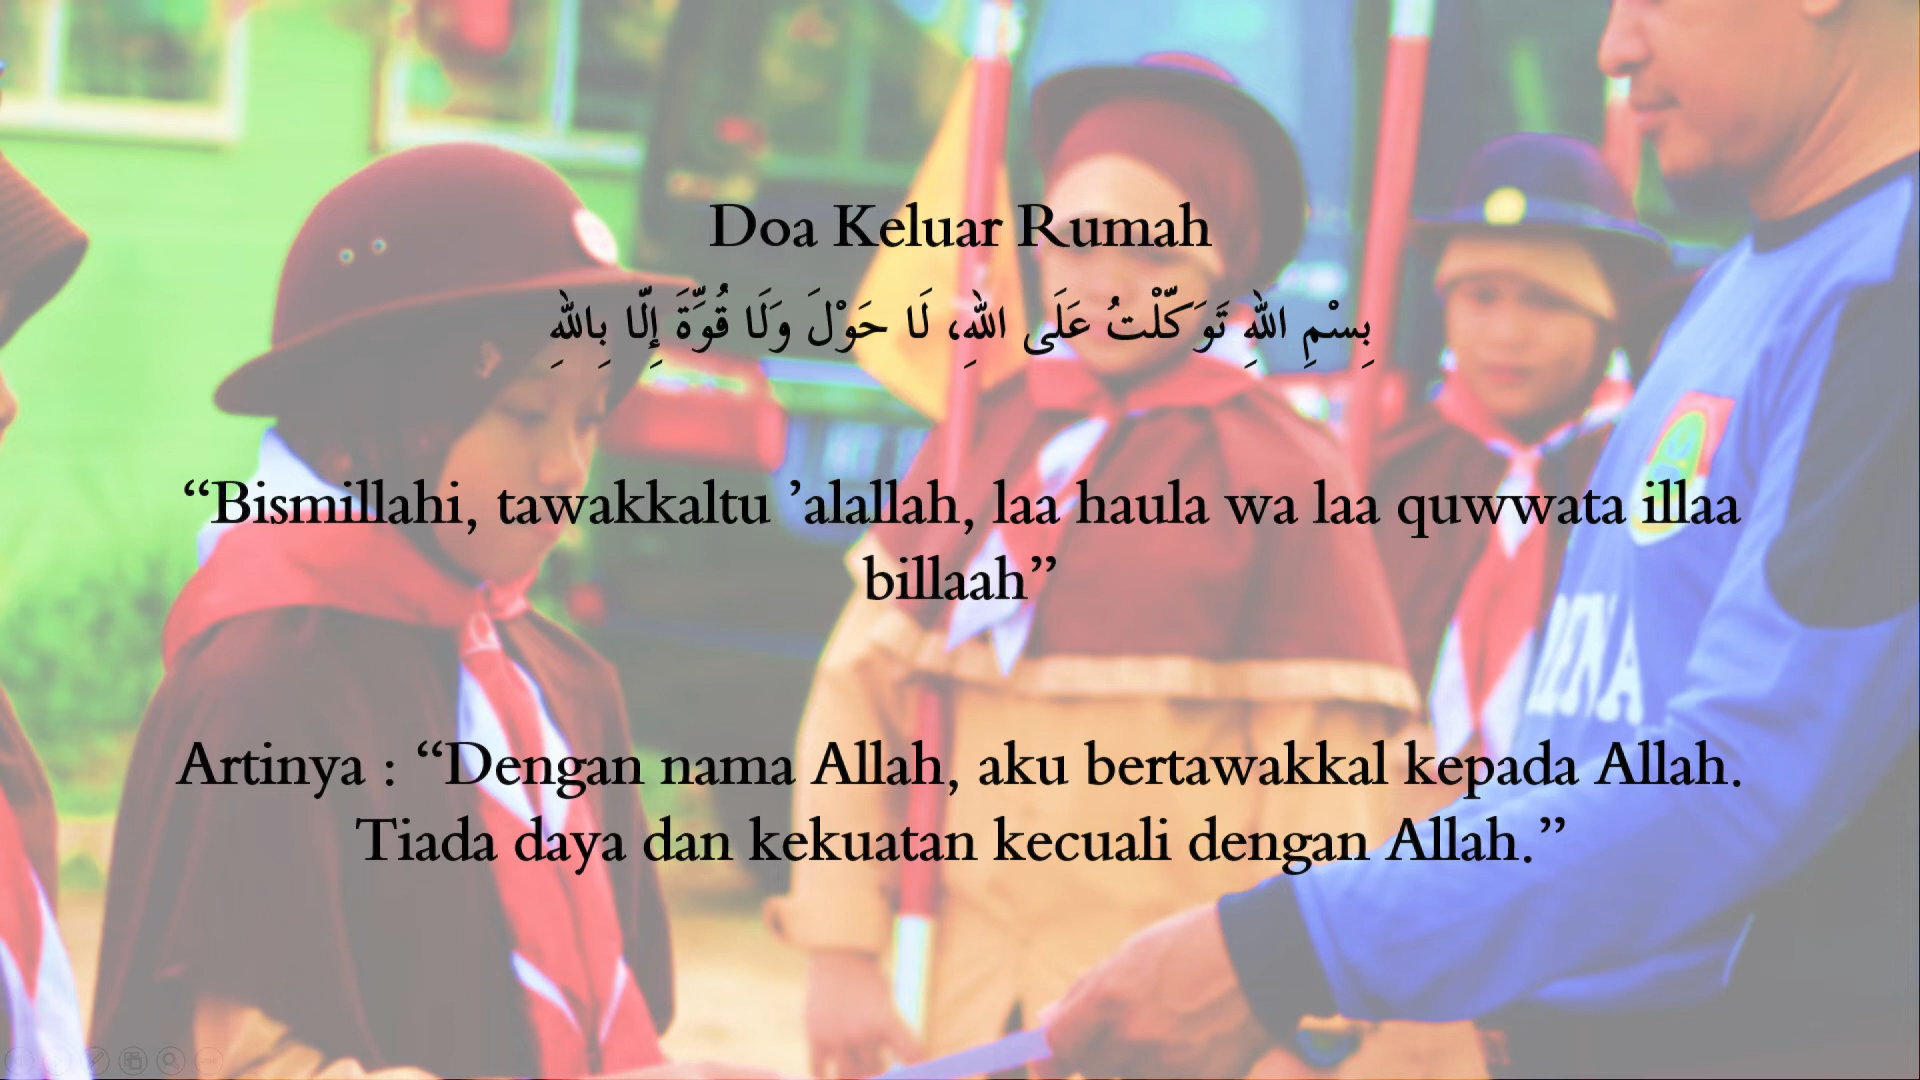 Doa Keluar Rumah
بِسْمِ اللهِ تَوَكَّلْتُ عَلَى اللهِ، لَا حَوْلَ وَلَا قُوَّةَ إِلَّا بِاللهِ
“Bismillahi, tawakkaltu ’alallah, laa haula wa laa quwwata illaa
billaah”
Artinya : “Dengan nama Allah, aku bertawakkal kepada Allah.
Tiada daya dan kekuatan kecuali dengan Allah.”